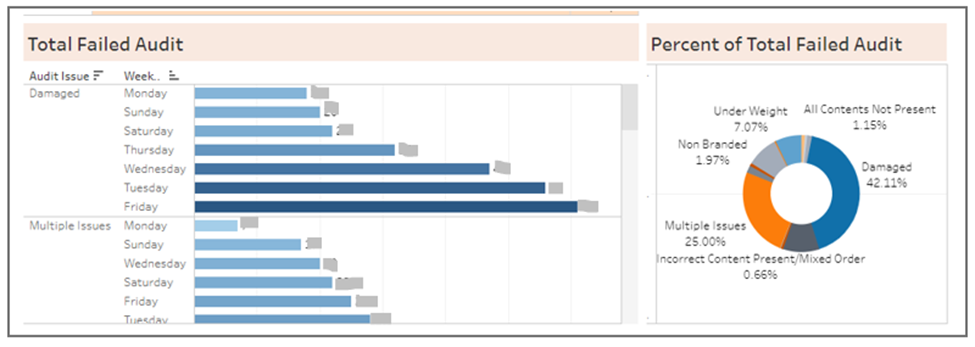 Total Failed Audit
Audit Issue
Week..
Damaged
Monday
Sunday
Saturday
Thursday
Wednesday
Tuesday
Friday
Multiple Issues
Monday
Sunday
Wednesday
Saturday
Friday
Tuesday
Percent of Total Failed Audit
Under Weight
7.07%
All Contents Not Present
1.15%
Non Branded
1.97%
Damaged
42.11%
Multiple Issues
25.00%
Incorrect Content Present/Mixed Order
0.66%